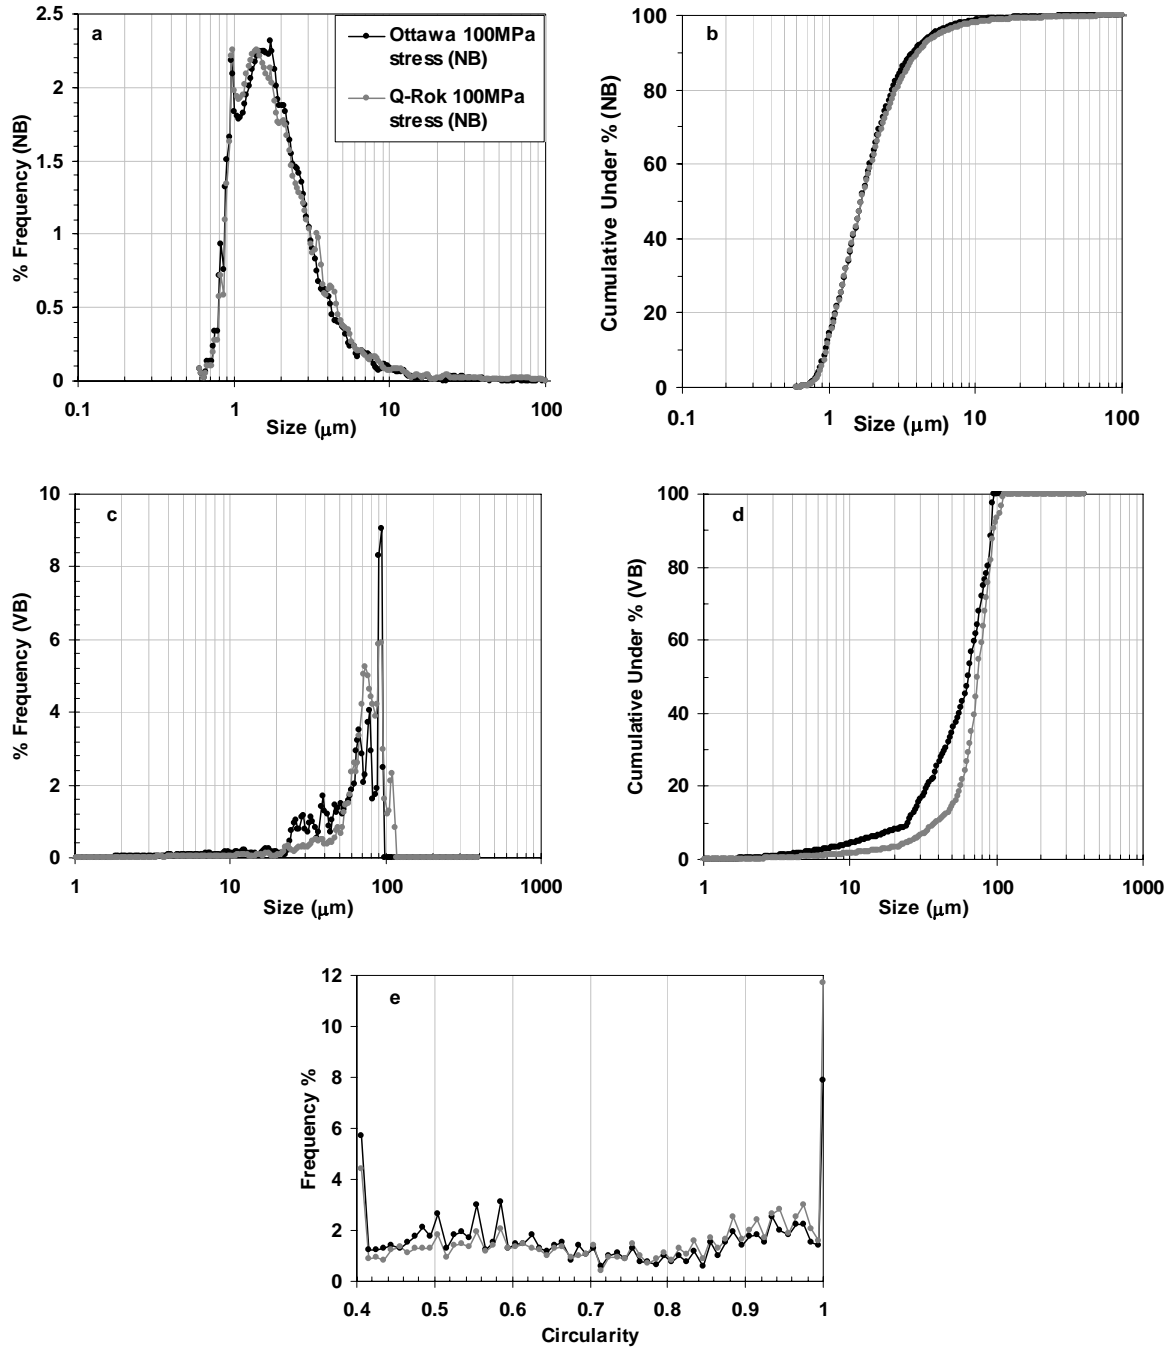 a
% Frequency (NB)
2.5
2
1.5
1
0.5
0
0.1
1
10
100
Size (μm)
Ottawa 100MPa
stress (NB)
Q-Rok 100MPa
stress (NB)
b
Cumulative Under % (NB)
100
80
60
40
20
0
0.1
1
10
100
Size (μm)
c
% Frequency (VB)
10
8
6
4
2
0
1
10
100
1000
Size (μm)
d
Cumulative Under % (VB)
100
80
60
40
20
0
1
10
100
1000
Size (μm)
e
Frequency %
12
10
8
6
4
2
0
0.4
0.5
0.6
0.7
0.8
0.9
1
Circularity